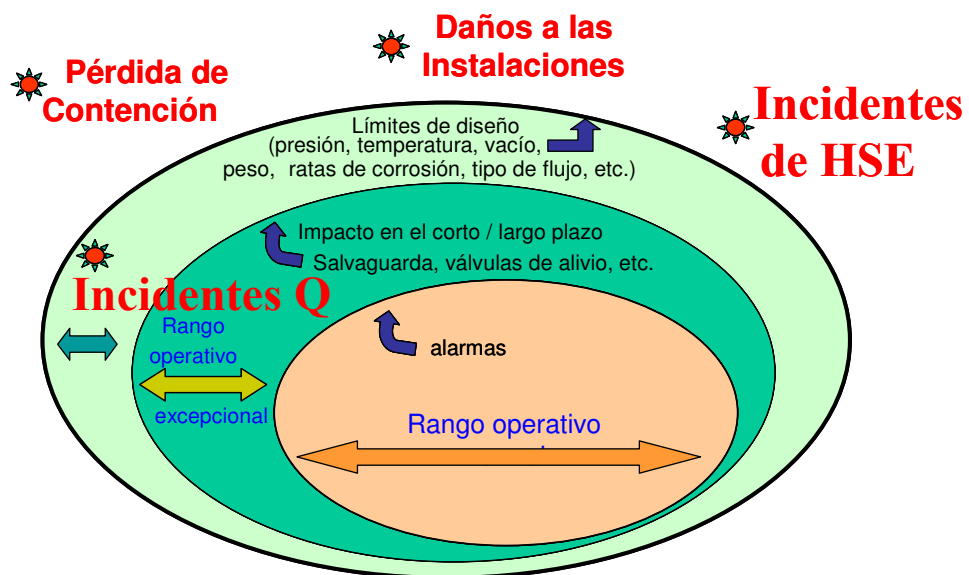 Daños a las
Instalaciones
Pérdida de
Contención
Incidentes
de HSE
Límites de diseño
(presión, temperatura, vacío,
peso, ratas de corrosión, tipo de flujo, etc.)
Impacto en el corto / largo plazo
Salvaguarda, válvulas de alivio, etc.
Incidentes Q
Rango
operativo
excepcional
alarmas
Rango operativo